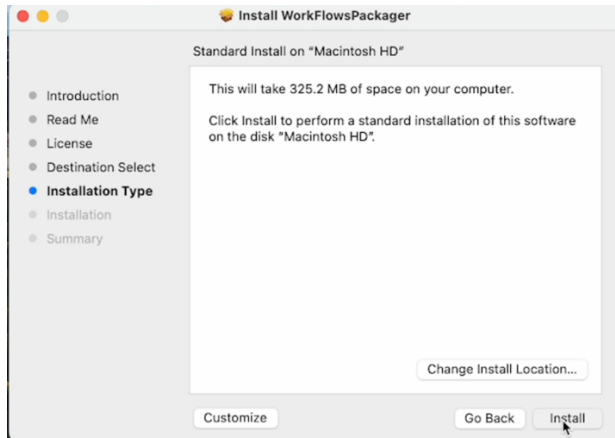 Install WorkFlowsPackager
Standard Install on “Macintosh HD”
Introduction
Read Me
License
Destination Select
Installation Type
Installation
Summary
This will take 325.2 MB of space on your computer.
Click Install to perform a standard installation of this software
on the disk “Macintosh HD”.
Change Install Location...
Customize
Go Back
Install